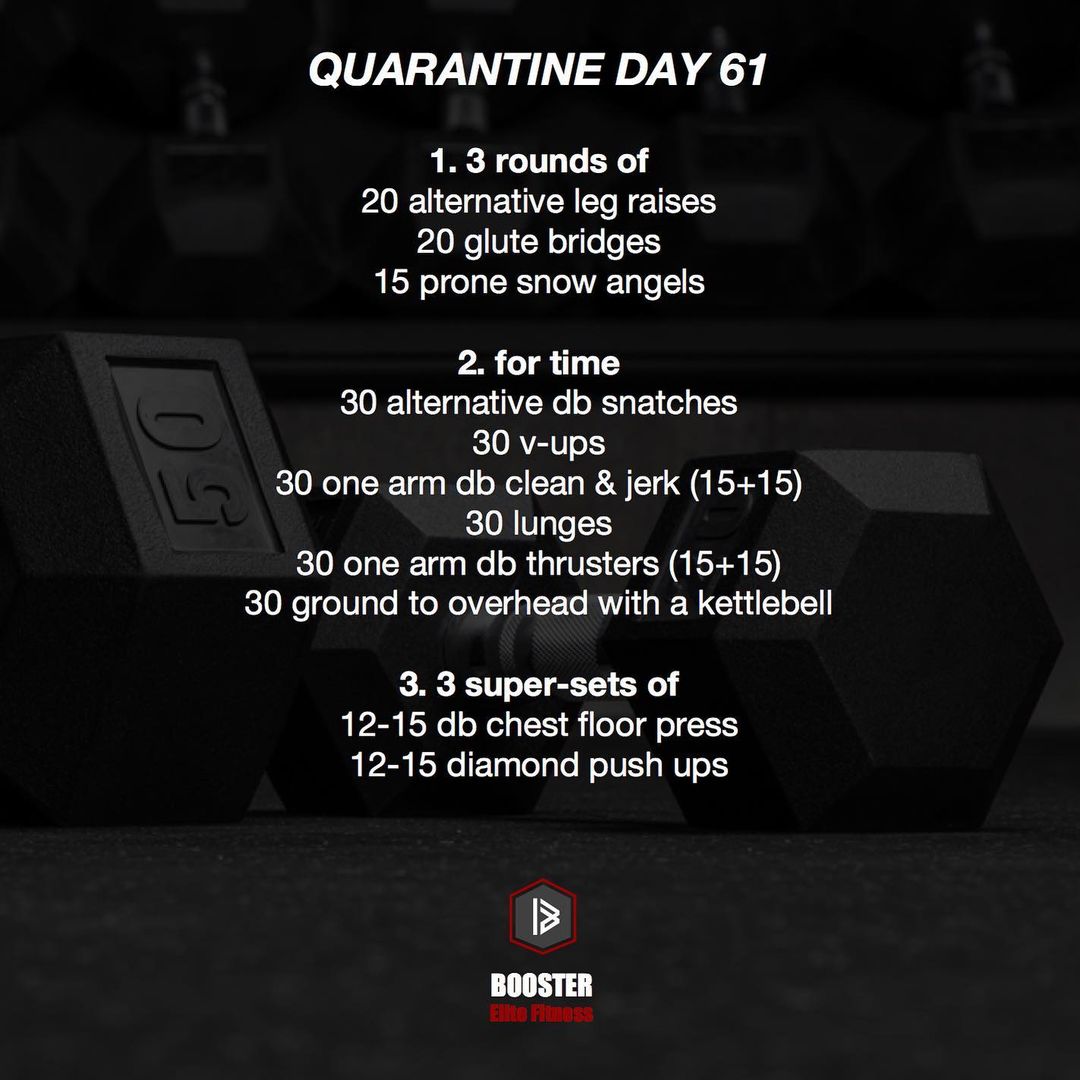 QUARANTINE DAY 61
1. 3 rounds of
20 alternative leg raises
20 glute bridges
15 prone snow angels
2. for time
30 alternative db snatches
30 v-ups
30 one arm db clean & jerk (15+15)
30 lunges
30 one arm db thrusters (15+15)
30 ground to overhead with a kettlebell
3. 3 super-sets of
12-15 db chest floor press
12-15 diamond push ups
50
BOOSTER
Elite Fitness